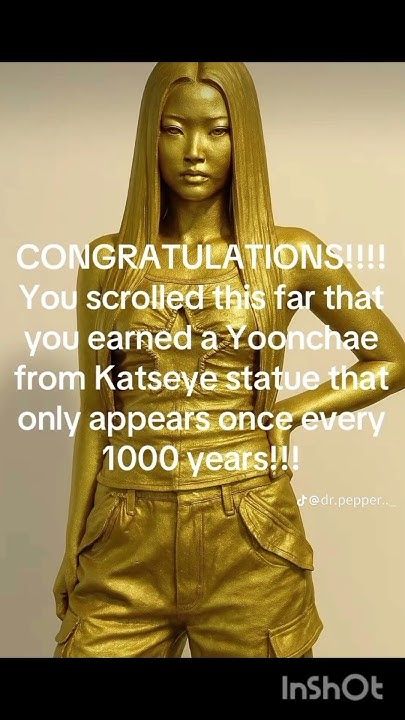 CONGRATULATIONS!!!!
You scrolled this far that
you earned a Yoonchae
from Katseye statue that
only appears once every
1000 years!!!
@dr.pepper.._
InShOt